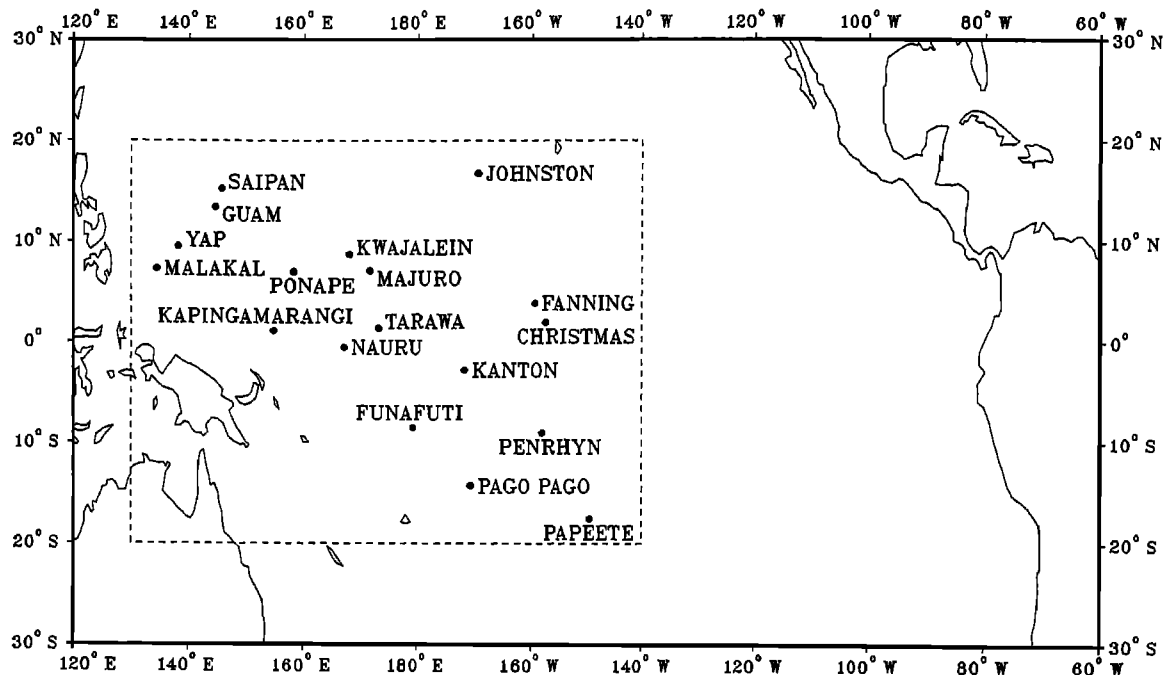 120° E 140° E 160° E 180° 160° W 140° W 120° W 100° W 80° W 60° W
30° N 30° N
20° N 20° N
JOHNSTON
SAIPAN
GUAM
YAP KWAJALEIN
10° N 10° N
MALAKAL PONAPE MAJURO
FANNING
KAPINGAMARANGI TARAWA
CHRISTMAS
0° 0°
NAURU
KANTON
FUNAFUTI
10° S 10° S
PENRHYN
PAGO PAGO
PAPEETE
20° S 20° S
30° S 30° S
120° E 140° E 160° E 180° 160° W 140° W 120° W 100° W 80° W 60° W